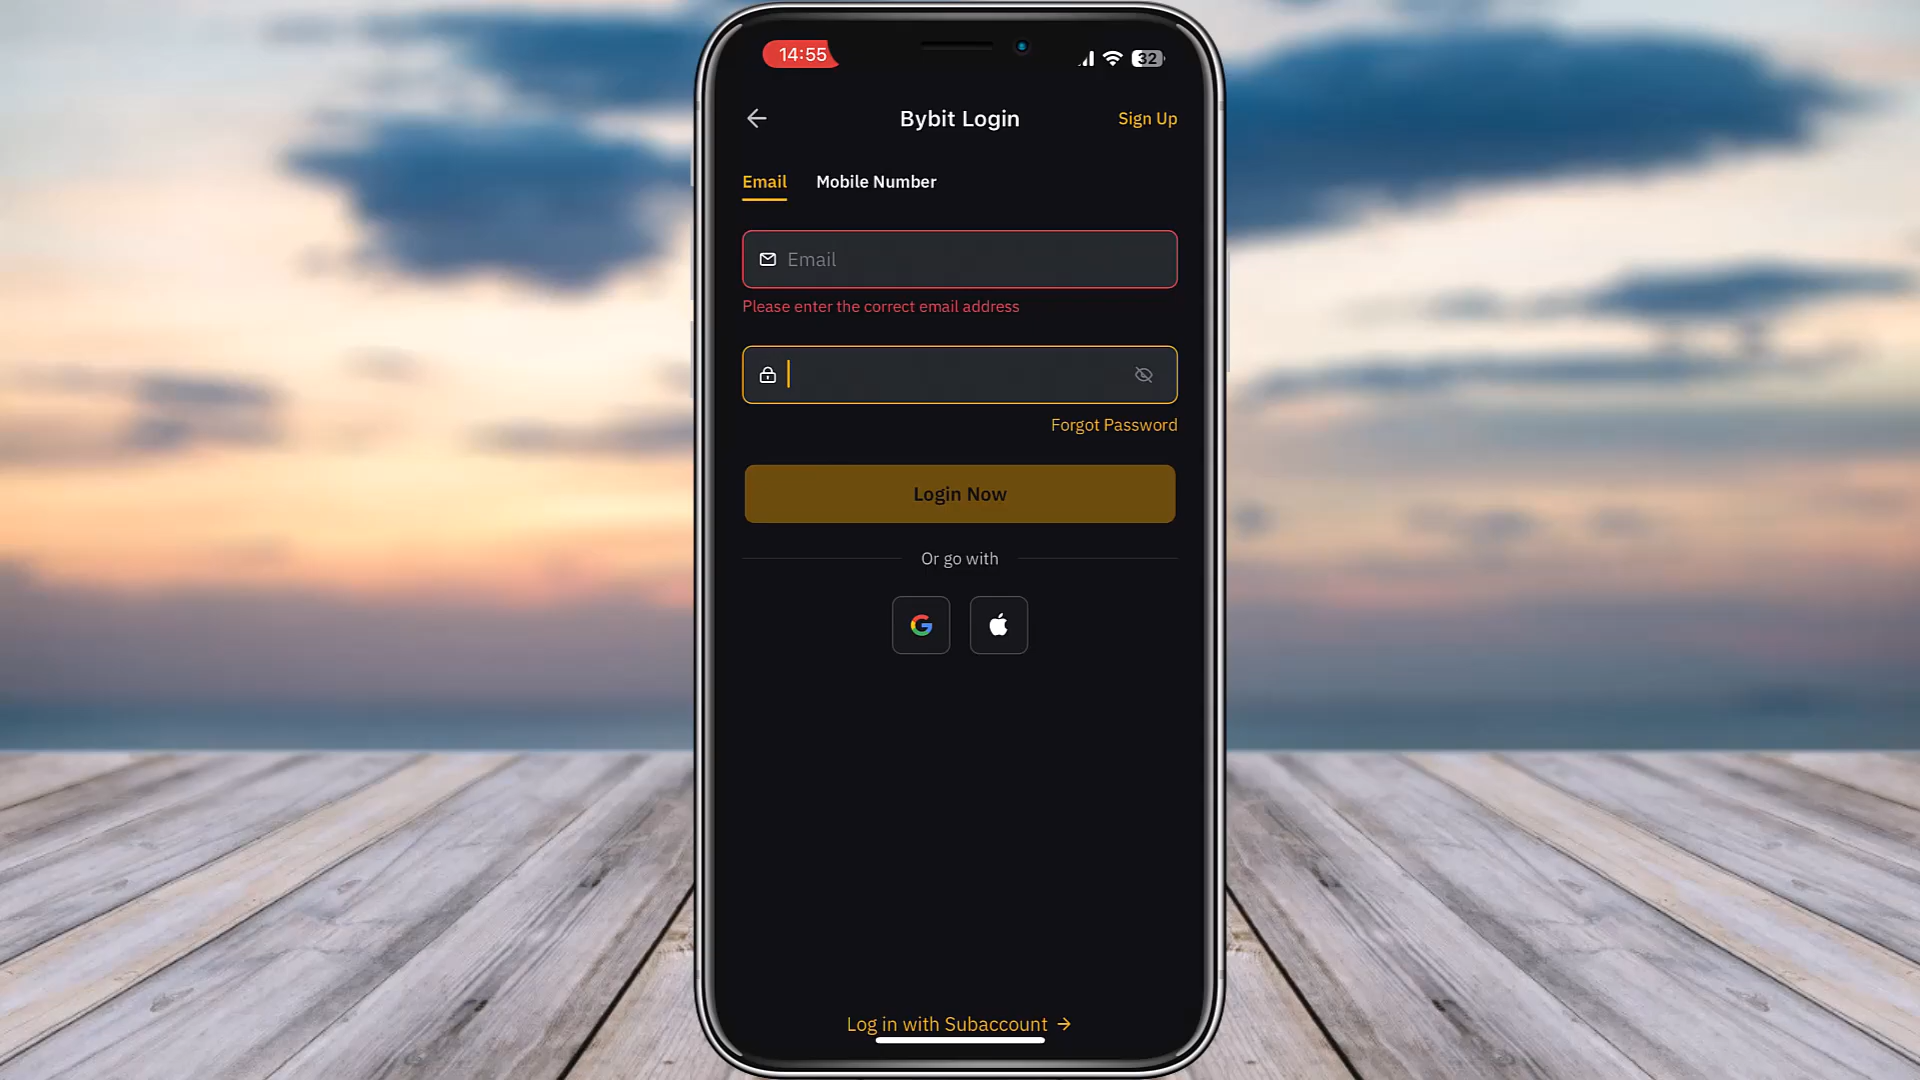 14:55
32
Bybit Login
Sign Up
Email
Mobile Number
Email
Please enter the correct email address
Forgot Password
Login Now
Or go with
Log in with Subaccount